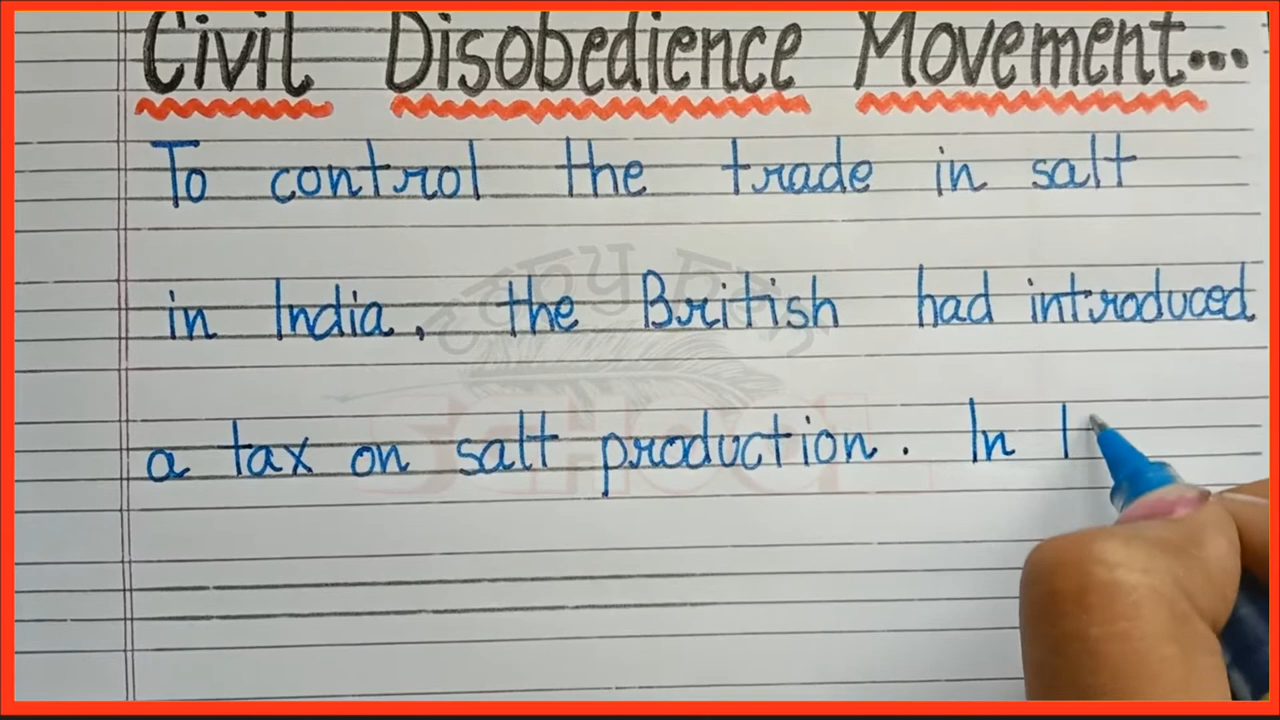 Civil Disobedience Movement...
To control the trade in salt
in India, the British had introduced
a tax on salt production. In 1
SCHOOL